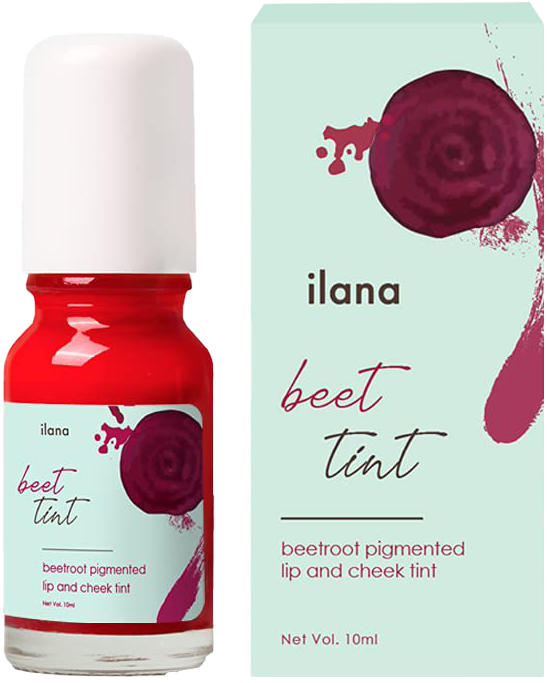 ilana
beet
tint
beetroot pigmented
lip and cheek tint
Net Vol. 10ml
ilana
beet
tint
beetroot pigmented
lip and cheek tint
Net Vol. 10ml